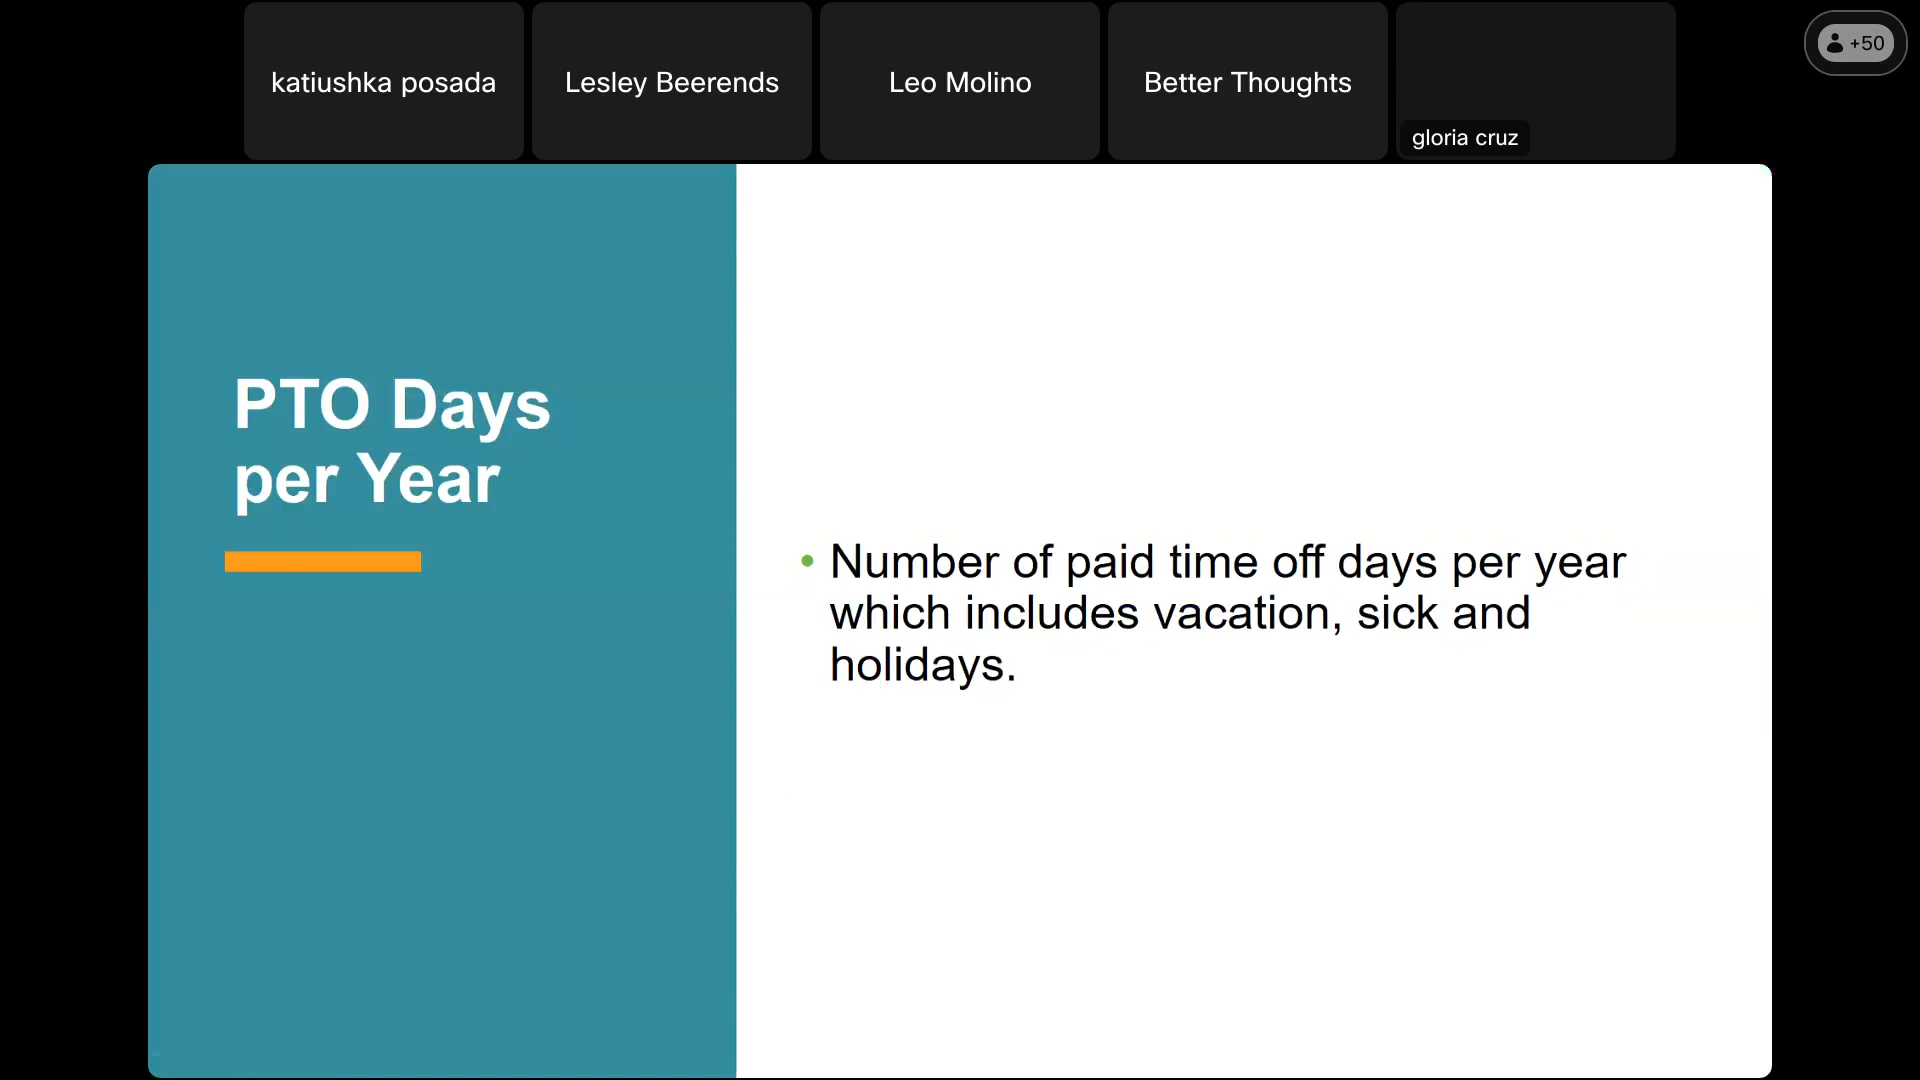 katiushka posada
Lesley Beerends
Leo Molino
Better Thoughts
gloria cruz
+50
PTO Days
per Year
• Number of paid time off days per year
which includes vacation, sick and
holidays.